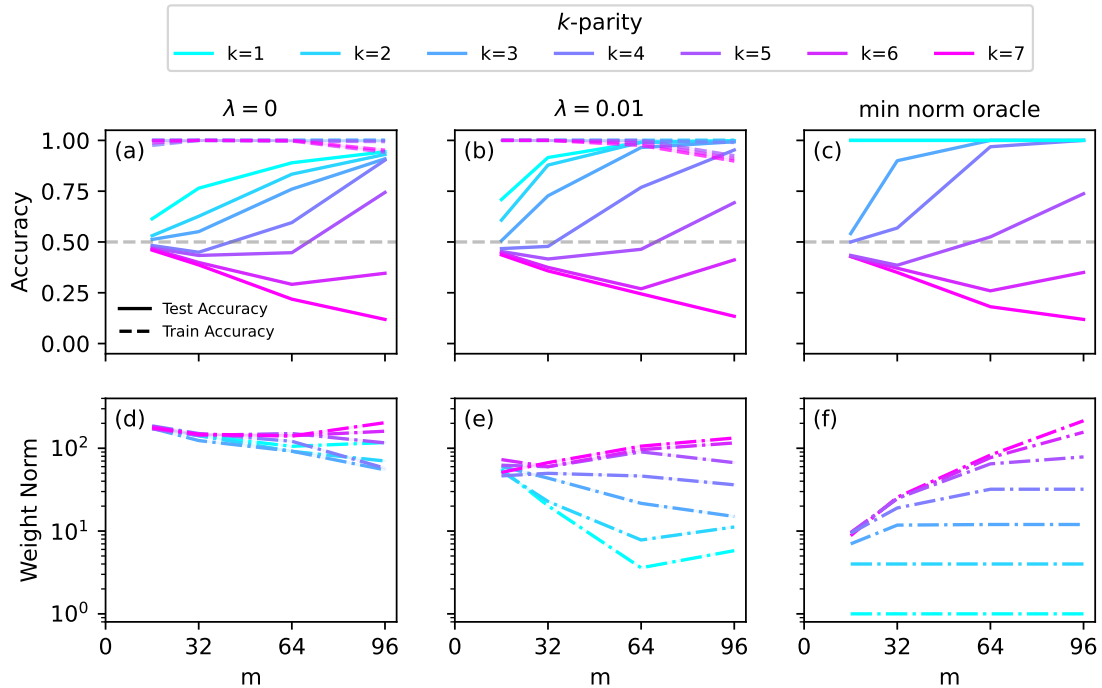 k-parity
k=1 k=2 k=3 k=4 k=5 k=6 k=7
λ = 0 λ = 0.01 min norm oracle
Accuracy
1.00
0.75
0.50
0.25
0.00
(a) (b) (c)
Test Accuracy
Train Accuracy
Weight Norm
10²
10¹
10⁰
(d) (e) (f)
0 32 64 96 0 32 64 96 0 32 64 96
m m m